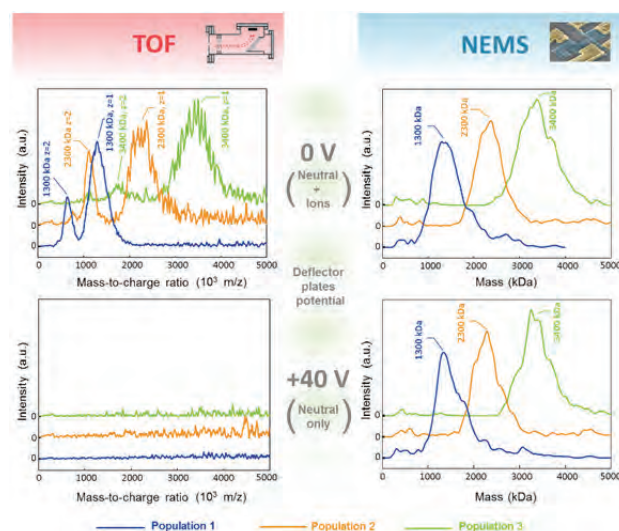 TOF
NEMS
Intensity (a.u.)
1300 kDa z=2
2300 kDa z=2
1300 kDa, z=1
3400 kDa, z=2
2300 kDa, z=1
3400 kDa, z=1
0
0
0
0 1000 2000 3000 4000 5000
Mass-to-charge ratio (10³ m/z)
0 V
(Neutral
+
Ions)
Intensity (a.u.)
1300 kDa
2300 kDa
3400 kDa
0
0
0
0 1000 2000 3000 4000 5000
Mass (kDa)
Deflector
plates
potential
Intensity (a.u.)
0
0
0
0 1000 2000 3000 4000 5000
Mass-to-charge ratio (10³ m/z)
+40 V
(Neutral
only)
Intensity (a.u.)
1300 kDa
2300 kDa
3400 kDa
0
0
0
0 1000 2000 3000 4000 5000
Mass (kDa)
Population 1
Population 2
Population 3